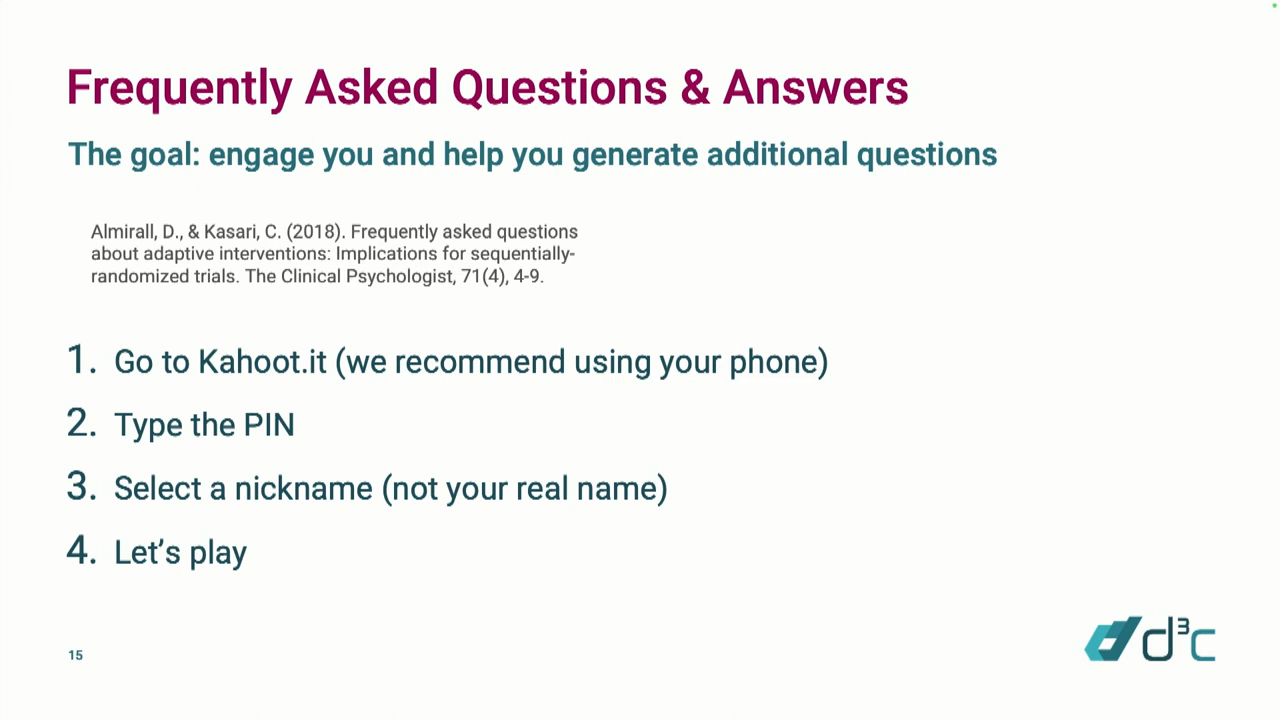 Frequently Asked Questions & Answers
The goal: engage you and help you generate additional questions
Almirall, D., & Kasari, C. (2018). Frequently asked questions
about adaptive interventions: Implications for sequentially-
randomized trials. The Clinical Psychologist, 71(4), 4-9.
1. Go to Kahoot.it (we recommend using your phone)
2. Type the PIN
3. Select a nickname (not your real name)
4. Let’s play
15
d³c